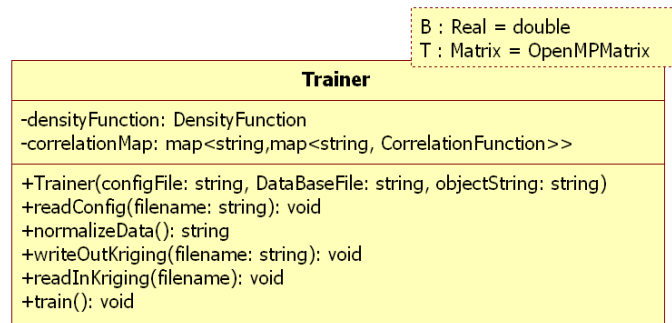 B : Real = double
T : Matrix = OpenMPMatrix
Trainer
-densityFunction: DensityFunction
-correlationMap: map<string,map<string, CorrelationFunction>>
+Trainer(configFile: string, DataBaseFile: string, objectString: string)
+readConfig(filename: string): void
+normalizeData(): string
+writeOutKriging(filename: string): void
+readInKriging(filename): void
+train(): void